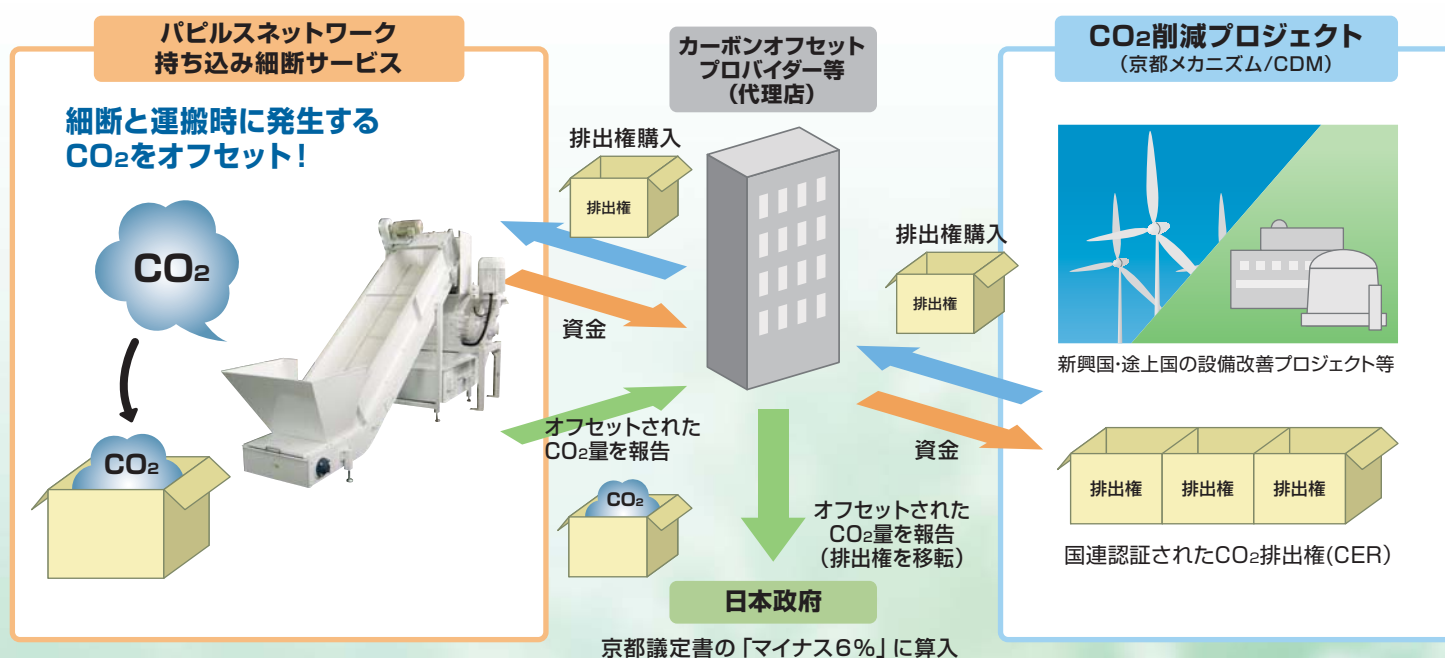 パピルスネットワーク
持ち込み細断サービス
細断と運搬時に発生する
CO₂をオフセット！
CO₂
CO₂
カーボンオフセット
プロバイダー等
（代理店）
排出権購入
排出権
資金
オフセットされた
CO₂量を報告
CO₂
排出権購入
排出権
資金
オフセットされた
CO₂量を報告
（排出権を移転）
日本政府
京都議定書の「マイナス6%」に算入
CO₂削減プロジェクト
（京都メカニズム/CDM）
新興国・途上国の設備改善プロジェクト等
排出権
排出権
排出権
国連認証されたCO₂排出権(CER)